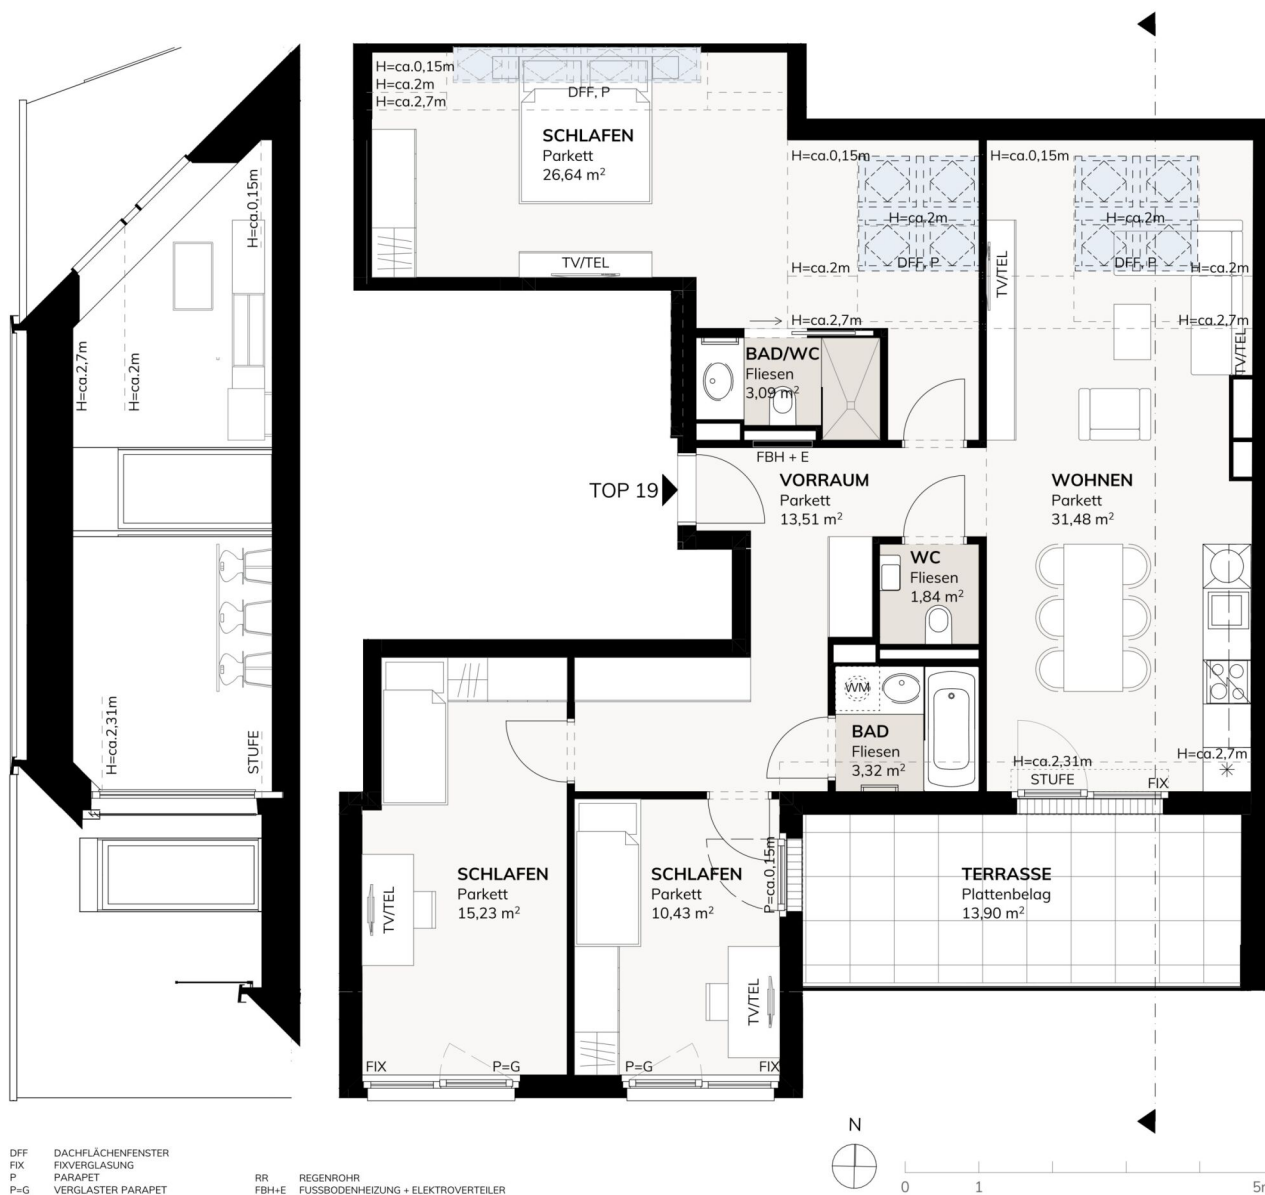 H=ca.0,15m
H=ca.2m
H=ca.2,7m
DFF, P
SCHLAFEN
Parkett
26,64 m²
TV/TEL
H=ca.0,15m
H=ca.2m
DFF, P
H=ca.2m
H=ca.2,7m
H=ca.0,15m
H=ca.2m
DFF, P
H=ca.2m
H=ca.2,7m
TV/TEL
TV/TEL
H=ca.0,15m
H=ca.2,7m
H=ca.2m
H=ca.2,31m
STUFE
BAD/WC
Fliesen
3,09 m²
FBH + E
TOP 19
VORRAUM
Parkett
13,51 m²
WOHNEN
Parkett
31,48 m²
WC
Fliesen
1,84 m²
WM
BAD
Fliesen
3,32 m²
H=ca.2,31m
STUFE
FIX
H=ca.2,7m
SCHLAFEN
Parkett
15,23 m²
TV/TEL
FIX
P=G
SCHLAFEN
Parkett
10,43 m²
P=ca.0,15m
TV/TEL
P=G
FIX
TERRASSE
Plattenbelag
13,90 m²
DFF DACHFLÄCHENFENSTER
FIX FIXVERGLASUNG
P PARAPET
P=G VERGLASTER PARAPET
RR REGENROHR
FBH+E FUSSBODENHEIZUNG + ELEKTROVERTEILER
N
0 1 5m